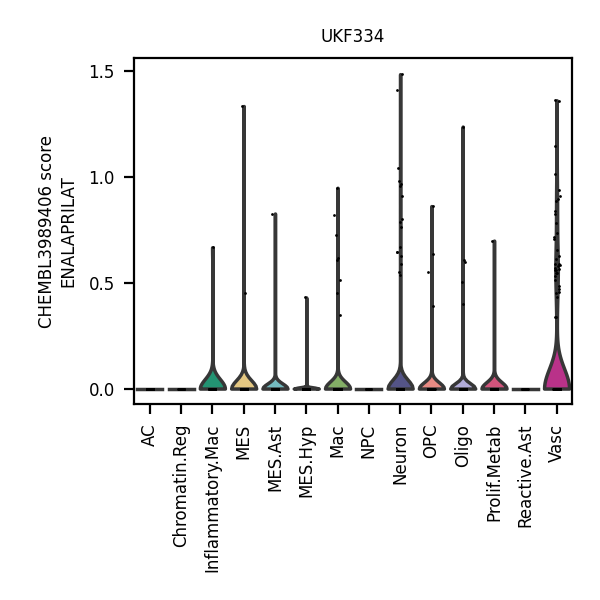 UKF334
CHEMBL3989406 score
ENALAPRILAT
1.5
1.0
0.5
0.0
AC
Chromatin.Reg
Inflammatory.Mac
MES
MES.Ast
MES.Hyp
Mac
NPC
Neuron
OPC
Oligo
Prolif.Metab
Reactive.Ast
Vasc